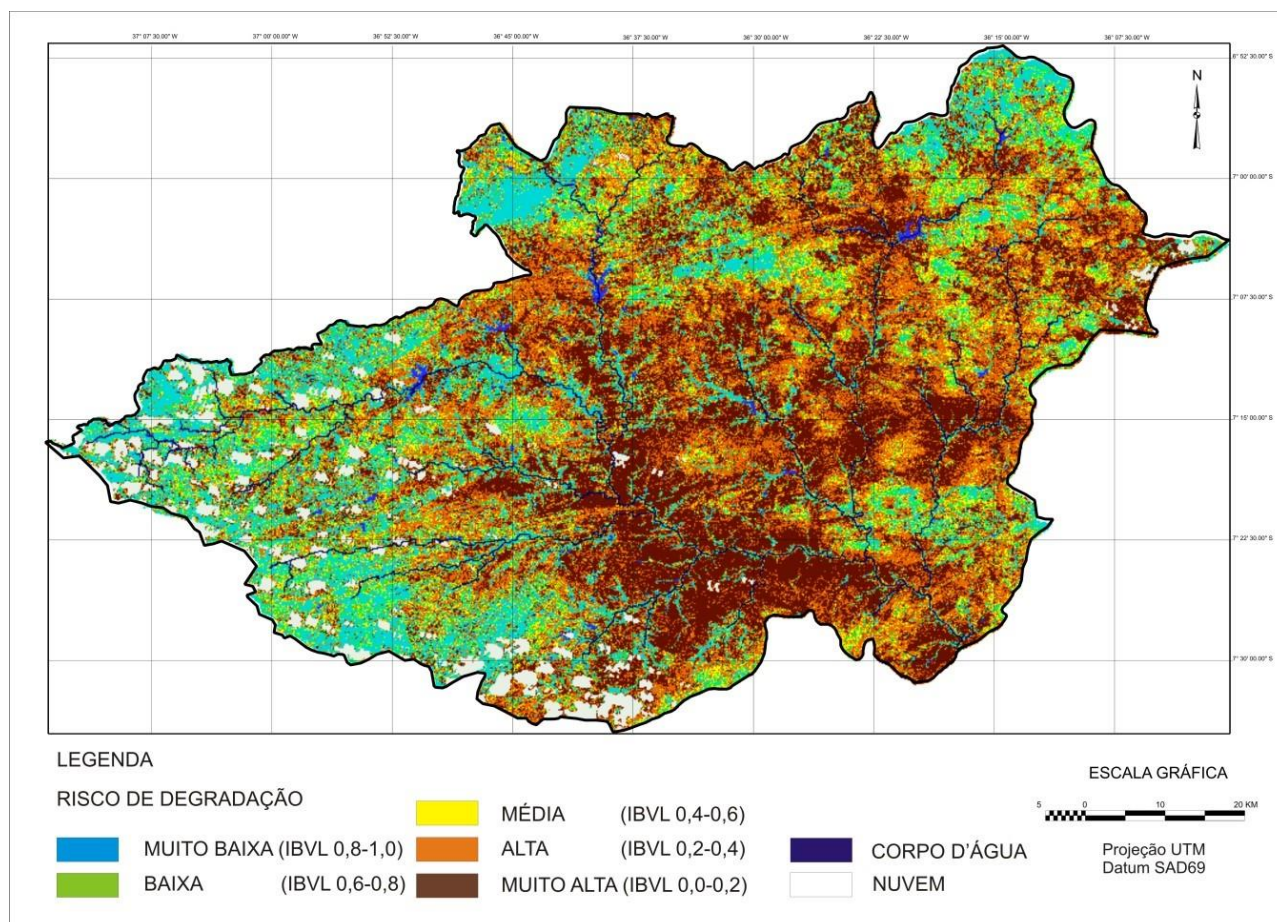 37° 07' 30.00" W 37° 00' 00.00" W 36° 52' 30.00" W 36° 45' 00.00" W 36° 37' 30.00" W 36° 30' 00.00" W 36° 22' 30.00" W 36° 15' 00.00" W 36° 07' 30.00" W
8° 52' 30.00" S
N
7° 00' 00.00" S
7° 07' 30.00" S
7° 15' 00.00" S
7° 22' 30.00" S
7° 30' 00.00" S
LEGENDA
RISCO DE DEGRADAÇÃO
MUITO BAIXA (IBVL 0,8-1,0)
BAIXA (IBVL 0,6-0,8)
MÉDIA (IBVL 0,4-0,6)
ALTA (IBVL 0,2-0,4)
MUITO ALTA (IBVL 0,0-0,2)
CORPO D'ÁGUA
NUVEM
ESCALA GRÁFICA
5 0 10 20 KM
Projeção UTM
Datum SAD69